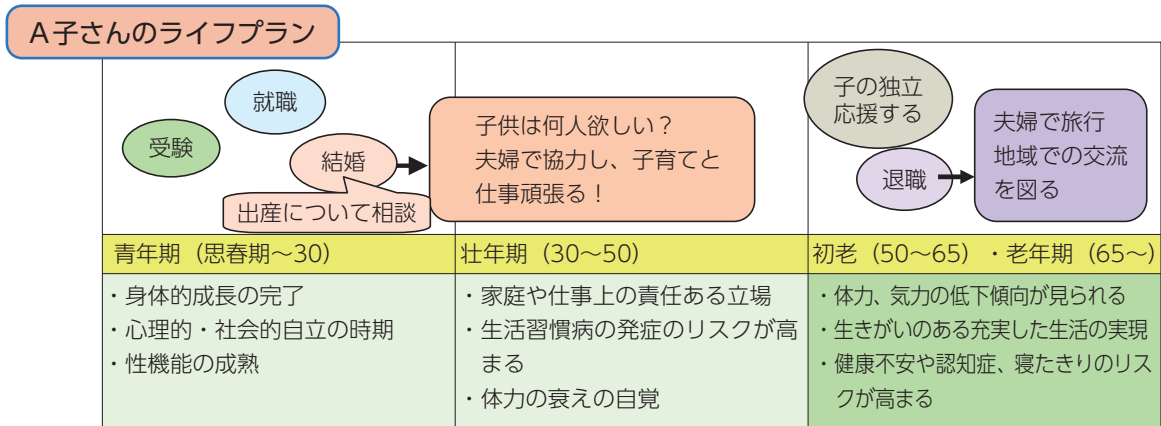 A子さんのライフプラン
受験
就職
結婚
出産について相談
子供は何人欲しい？
夫婦で協力し、子育てと
仕事頑張る！
子の独立
応援する
退職
夫婦で旅行
地域での交流
を図る
青年期（思春期～30）
・身体的成長の完了
・心理的・社会的自立の時期
・性機能の成熟
壮年期（30～50）
・家庭や仕事上の責任ある立場
・生活習慣病の発症のリスクが高
まる
・体力の衰えの自覚
初老（50～65）・老年期（65～）
・体力、気力の低下傾向が見られる
・生きがいのある充実した生活の実現
・健康不安や認知症、寝たきりのリス
クが高まる